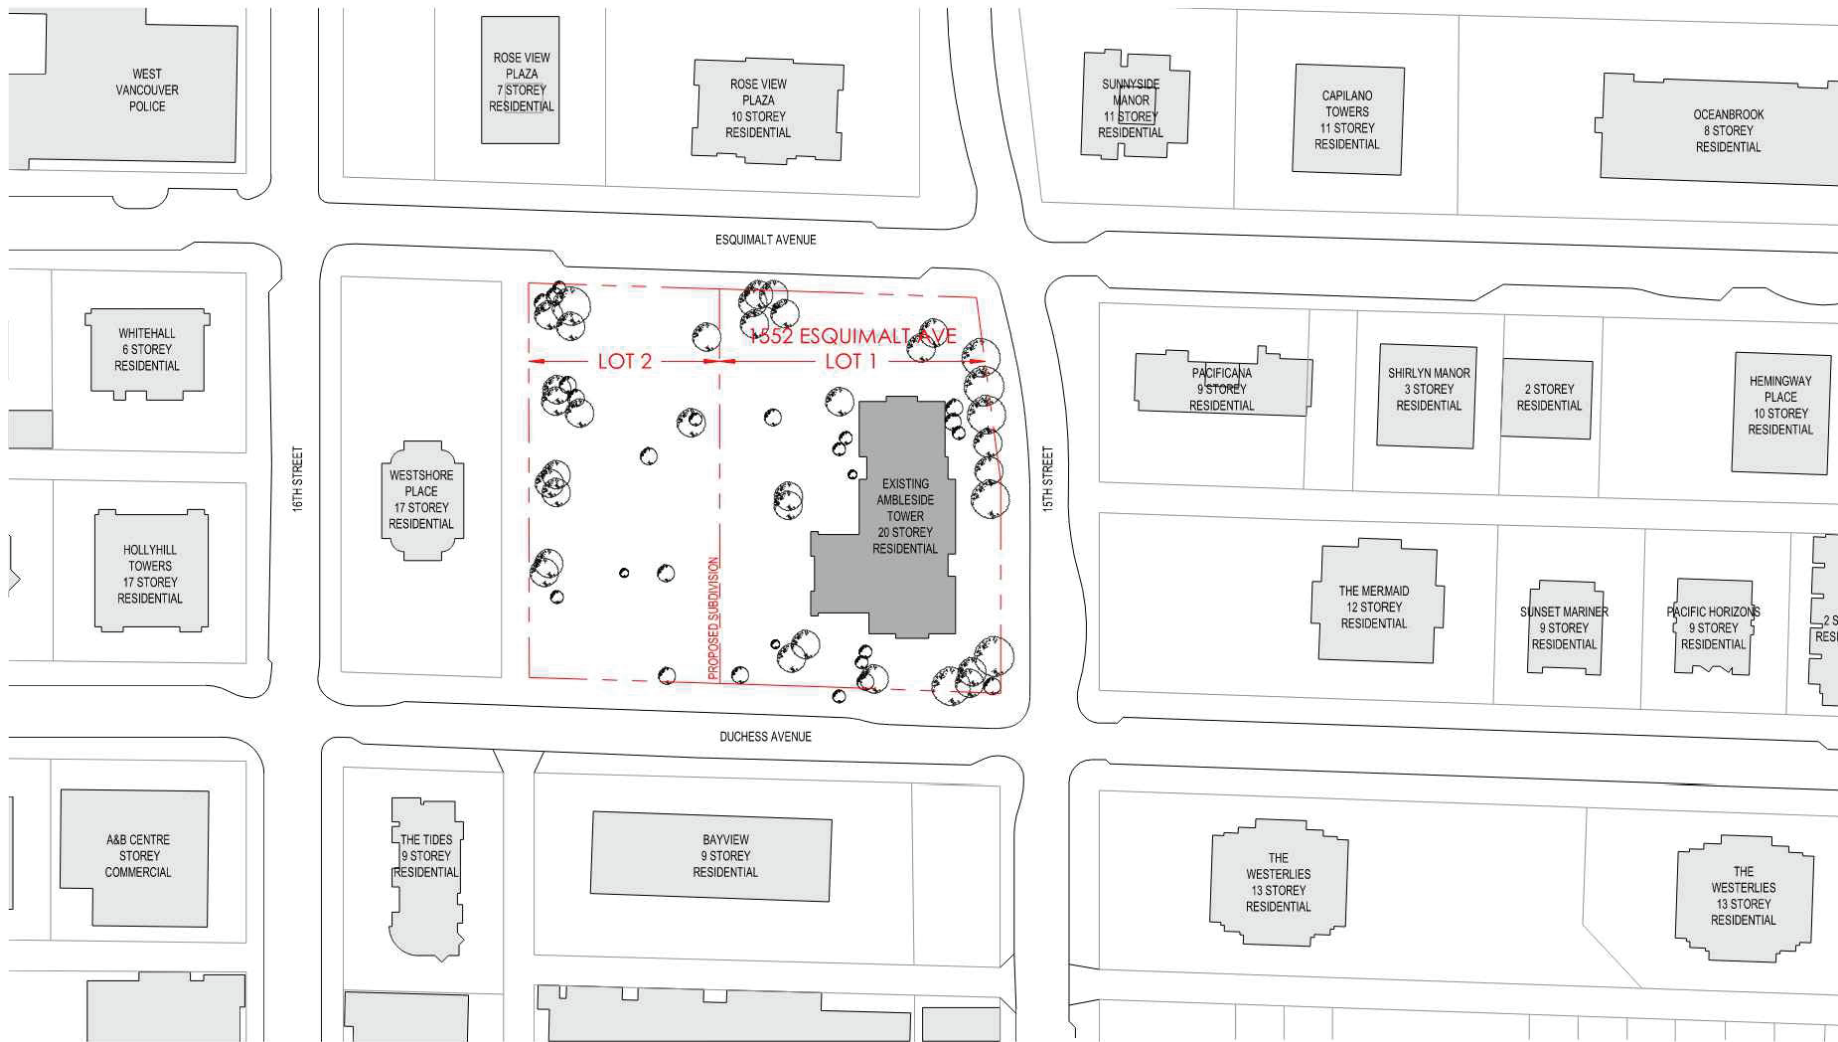 WEST
VANCOUVER
POLICE
ROSE VIEW
PLAZA
7 STOREY
RESIDENTIAL
ROSE VIEW
PLAZA
10 STOREY
RESIDENTIAL
SUNNYSIDE
MANOR
11 STOREY
RESIDENTIAL
CAPILANO
TOWERS
11 STOREY
RESIDENTIAL
OCEANBROOK
8 STOREY
RESIDENTIAL
ESQUIMALT AVENUE
WHITEHALL
6 STOREY
RESIDENTIAL
1552 ESQUIMALT AVE
LOT 2
LOT 1
PACIFICANA
9 STOREY
RESIDENTIAL
SHIRLYN MANOR
3 STOREY
RESIDENTIAL
2 STOREY
RESIDENTIAL
HEMINGWAY
PLACE
10 STOREY
RESIDENTIAL
16TH STREET
WESTSHORE
PLACE
17 STOREY
RESIDENTIAL
EXISTING
AMBLESIDE
TOWER
20 STOREY
RESIDENTIAL
15TH STREET
HOLLYHILL
TOWERS
17 STOREY
RESIDENTIAL
PROPOSED SUBDIVISION
THE MERMAID
12 STOREY
RESIDENTIAL
SUNSET MARINER
9 STOREY
RESIDENTIAL
PACIFIC HORIZONS
9 STOREY
RESIDENTIAL
2 S
RESI
DUCHESS AVENUE
A&B CENTRE
STOREY
COMMERCIAL
THE TIDES
9 STOREY
RESIDENTIAL
BAYVIEW
9 STOREY
RESIDENTIAL
THE
WESTERLIES
13 STOREY
RESIDENTIAL
THE
WESTERLIES
13 STOREY
RESIDENTIAL